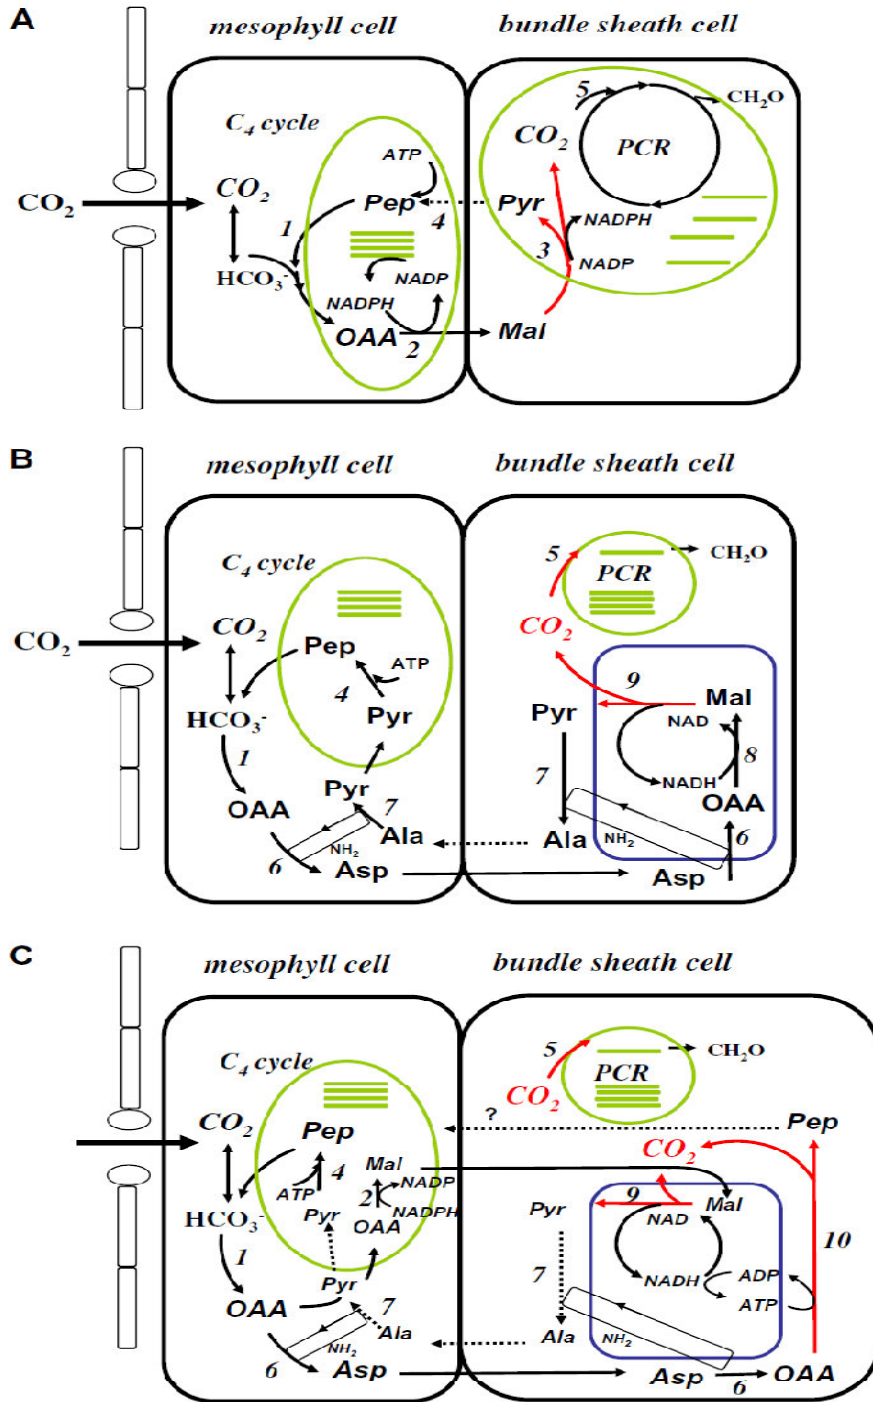 A
mesophyll cell bundle sheath cell
C4 cycle
5
CH2O
CO2
PCR
ATP
CO2
CO2
Pep
4
Pyr
NADPH
1
3
NADP
HCO3-
NADP
NADPH
OAA
2
Mal
B
mesophyll cell bundle sheath cell
C4 cycle
5
PCR
CH2O
CO2
CO2
CO2
Pep
ATP
4
9
Mal
Pyr
Pyr
NAD
HCO3-
1
7
8
NADH
Pyr
OAA
OAA
7
Ala
Ala
NH2
NH2
6
6
Asp
Asp
C
mesophyll cell bundle sheath cell
C4 cycle
5
PCR
CH2O
CO2
?
CO2
Pep
Pep
CO2
4
Mal
NADP
ATP
9
2
Mal
HCO3-
Pyr
NADPH
Pyr
NAD
OAA
10
1
7
ADP
NADH
Pyr
ATP
OAA
7
Ala
Ala
NH2
NH2
6
Asp
Asp
6
OAA